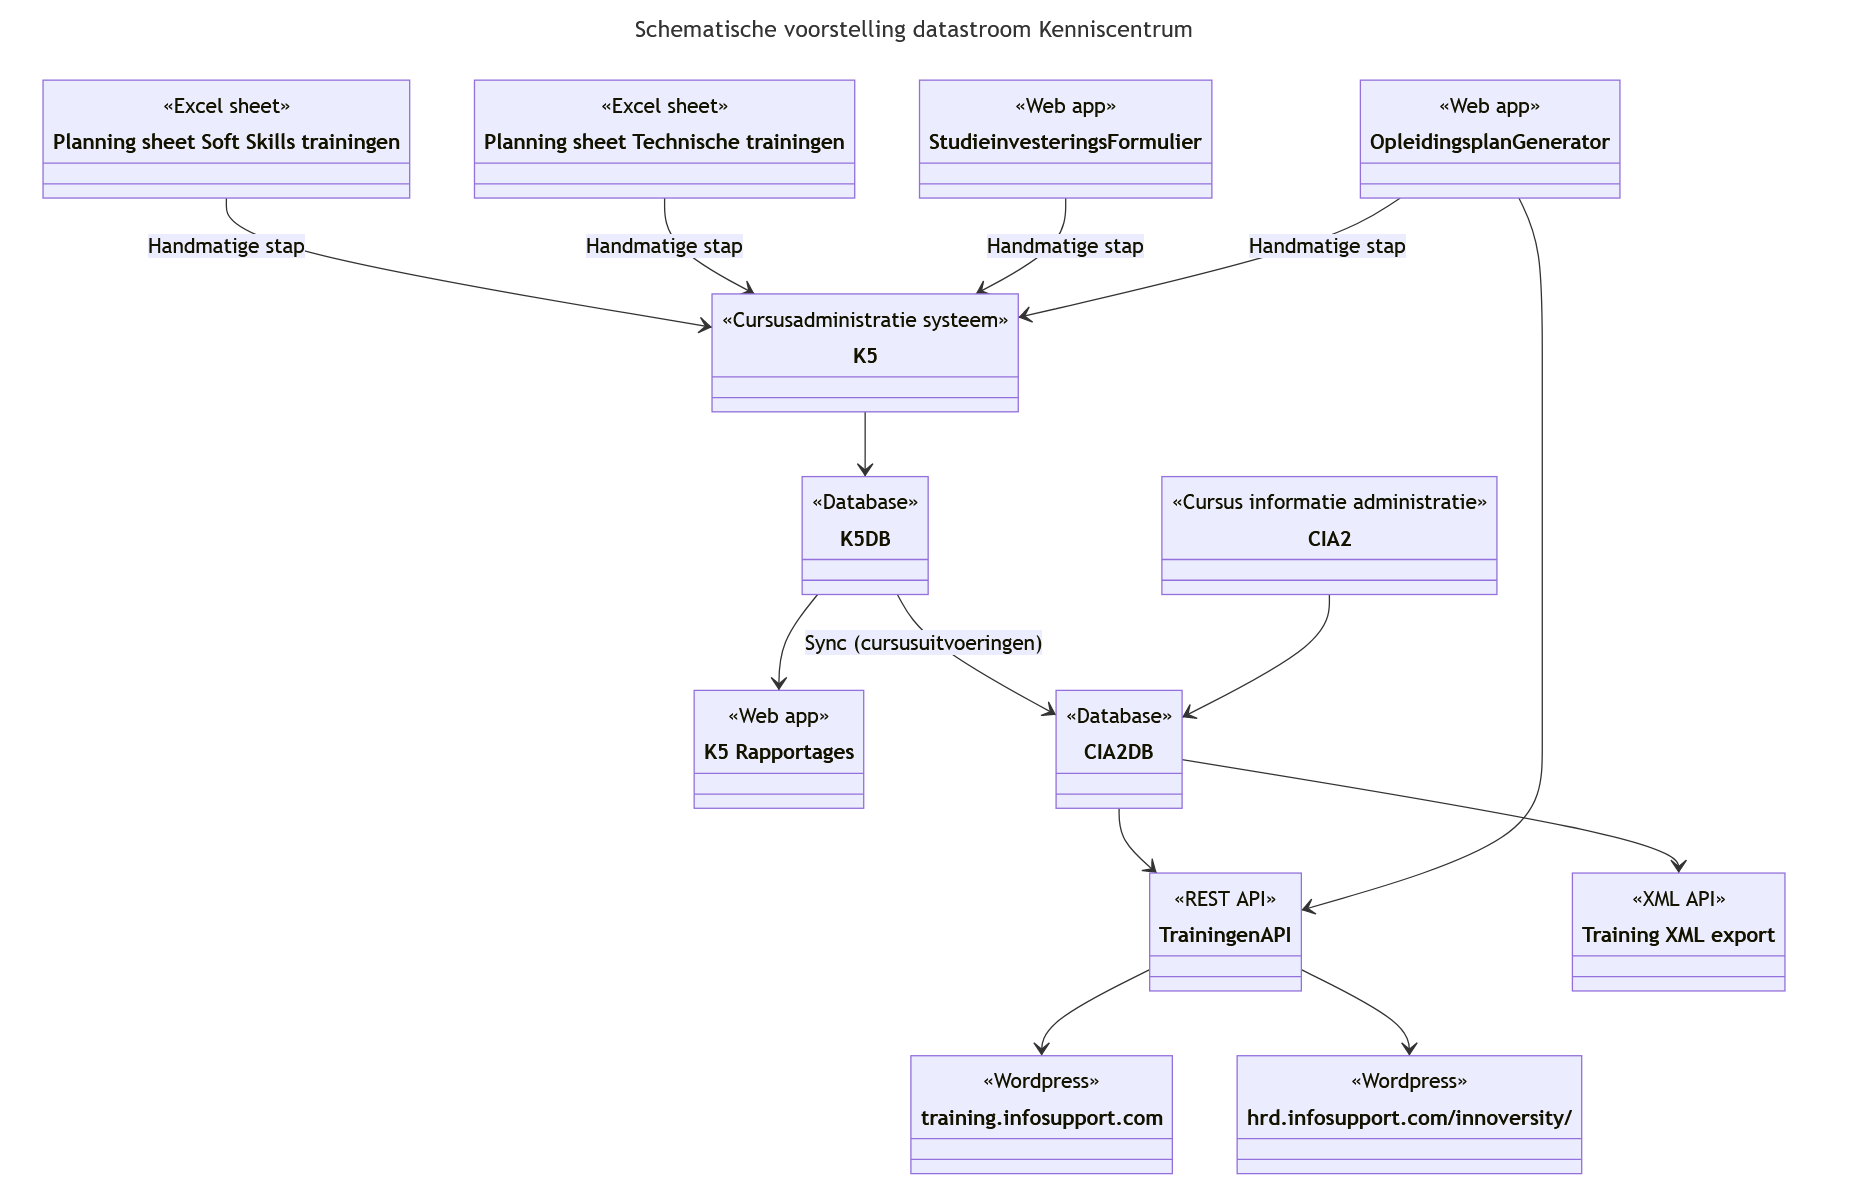 Schematische voorstelling datastroom Kenniscentrum
«Excel sheet»
Planning sheet Soft Skills trainingen
«Excel sheet»
Planning sheet Technische trainingen
«Web app»
StudieinvesteringsFormulier
«Web app»
OpleidingsplanGenerator
Handmatige stap
Handmatige stap
Handmatige stap
Handmatige stap
«Cursusadministratie systeem»
K5
«Database»
K5DB
«Cursus informatie administratie»
CIA2
Sync (cursusuitvoeringen)
«Web app»
K5 Rapportages
«Database»
CIA2DB
«REST API»
TrainingenAPI
«XML API»
Training XML export
«Wordpress»
training.infosupport.com
«Wordpress»
hrd.infosupport.com/innoversity/